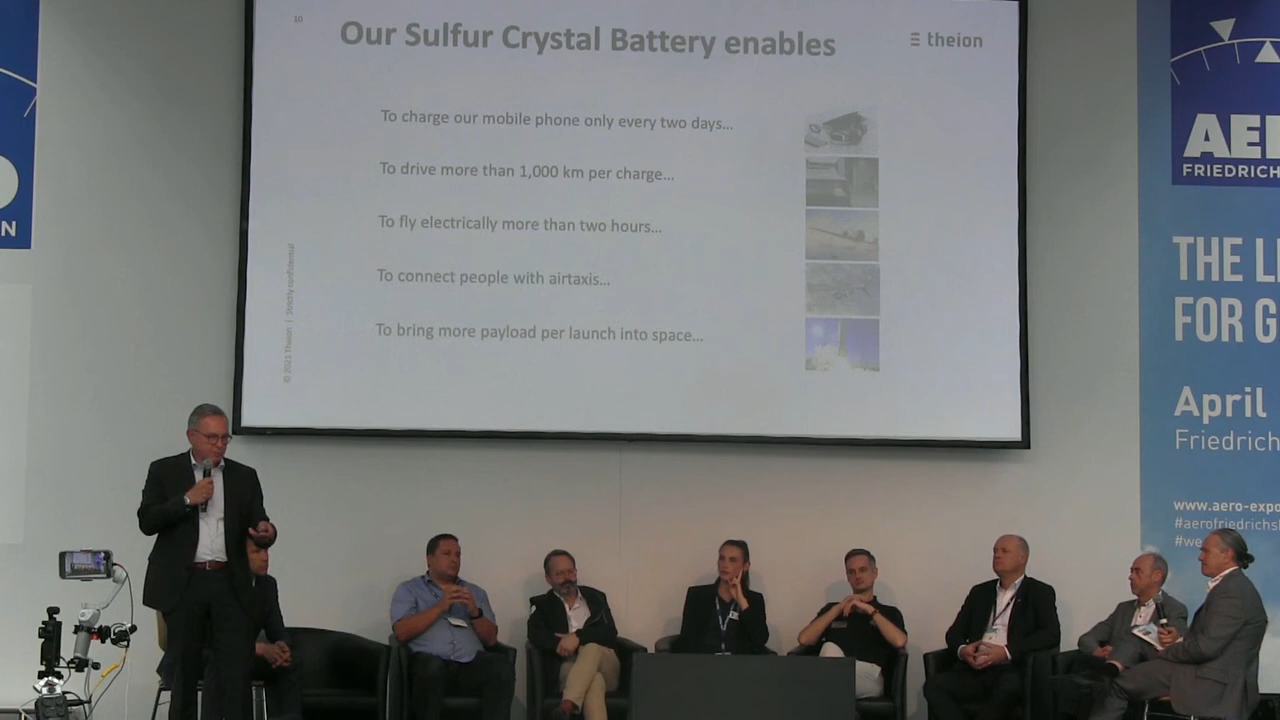 10
Our Sulfur Crystal Battery enables
theion
To charge our mobile phone only every two days...
To drive more than 1,000 km per charge...
To fly electrically more than two hours...
To connect people with airtaxis...
To bring more payload per launch into space...
© 2021 Theion | Strictly confidential
N
AE
FRIEDRICH
THE L
FOR G
April
Friedrich
www.aero-expo
#aerofriedrichs
#we